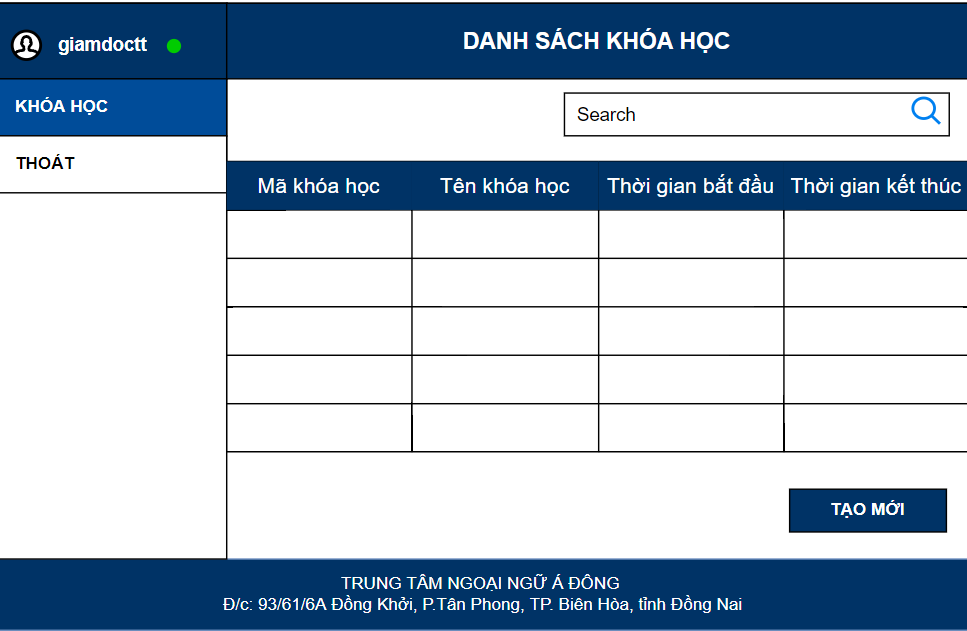 giamdoctt
DANH SÁCH KHÓA HỌC
KHÓA HỌC
THOÁT
Search
Mã khóa học
Tên khóa học
Thời gian bắt đầu
Thời gian kết thúc
TẠO MỚI
TRUNG TÂM NGOẠI NGỮ Á ĐÔNG
Đ/c: 93/61/6A Đồng Khởi, P.Tân Phong, TP. Biên Hòa, tỉnh Đồng Nai